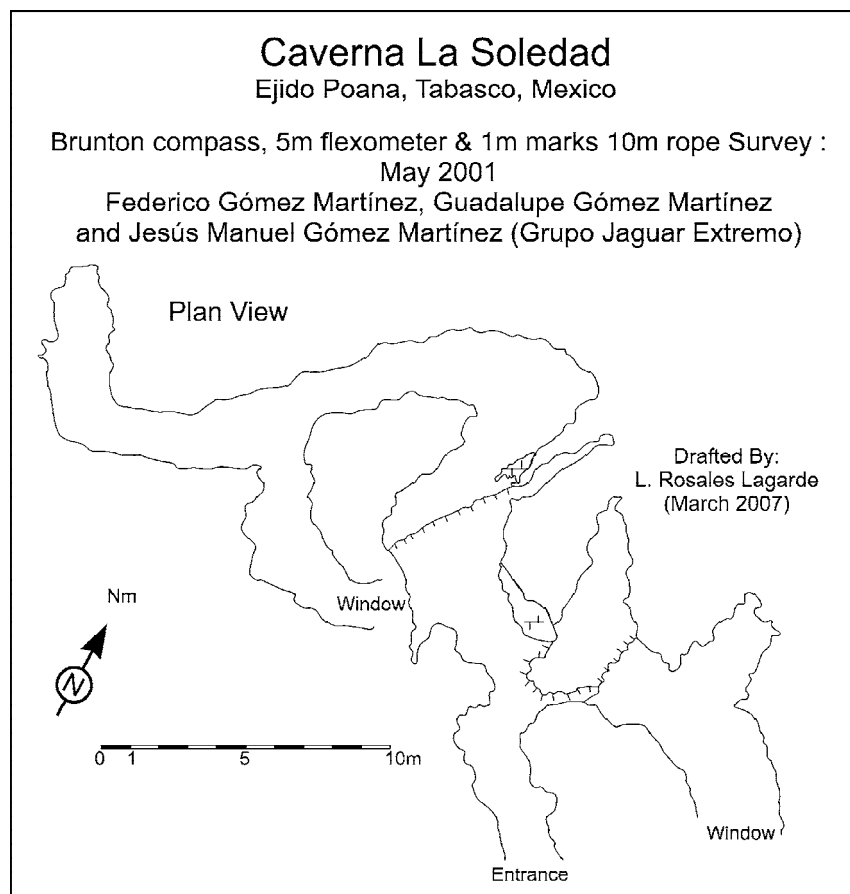 Caverna La Soledad
Ejido Poana, Tabasco, Mexico
Brunton compass, 5m flexometer & 1m marks 10m rope Survey :
May 2001
Federico Gómez Martínez, Guadalupe Gómez Martínez
and Jesús Manuel Gómez Martínez (Grupo Jaguar Extremo)
Plan View
Drafted By:
L. Rosales Lagarde
(March 2007)
Window
Nm
N
0 1 5 10m
Window
Entrance